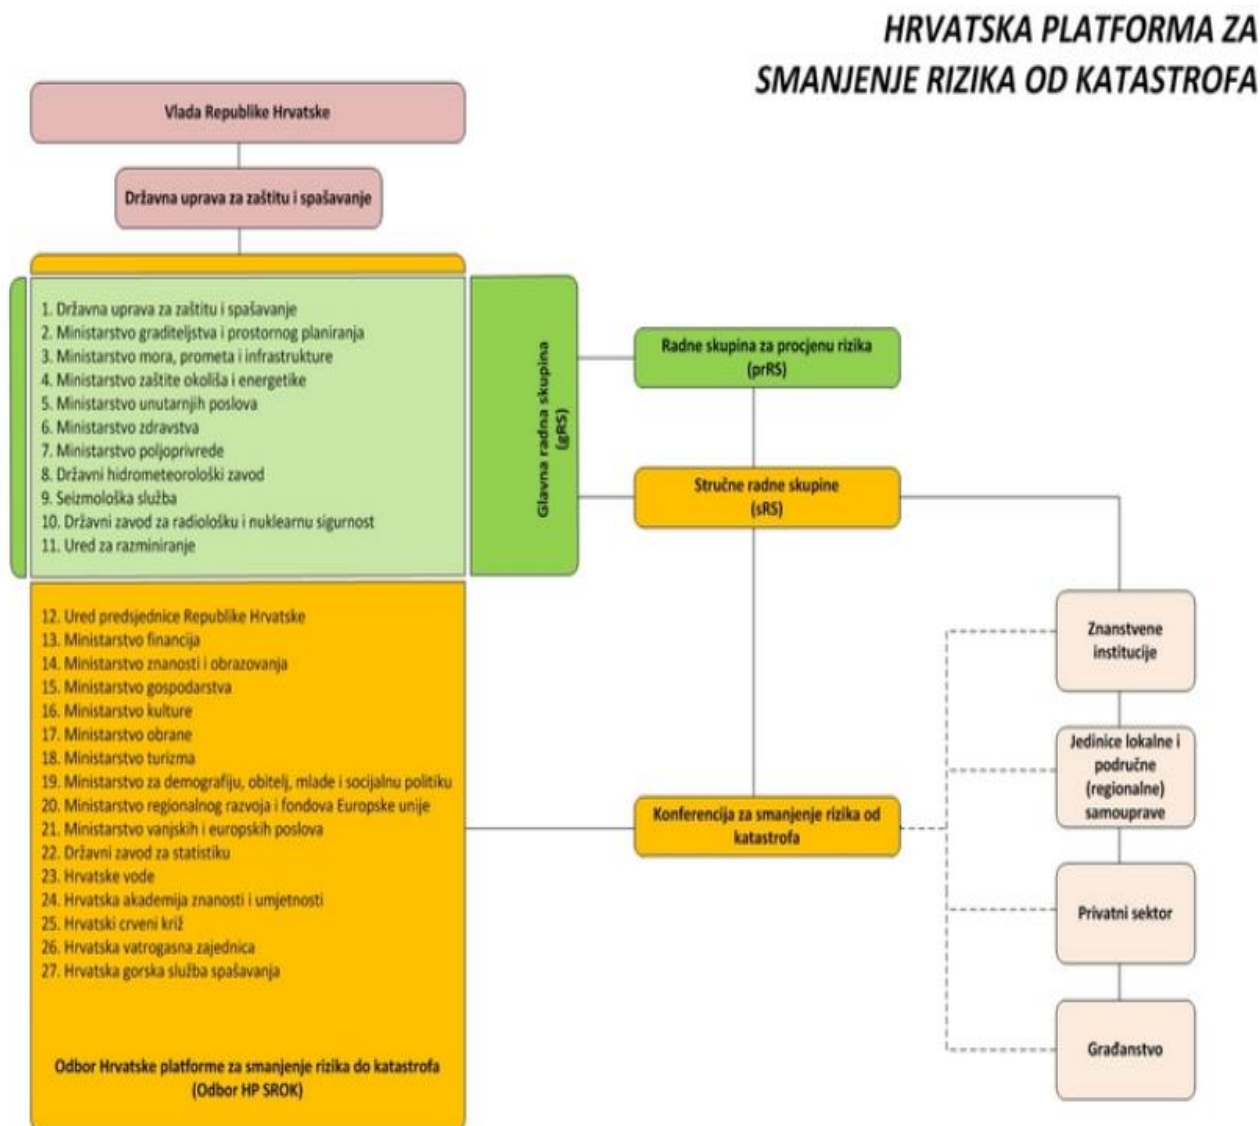 HRVATSKA PLATFORMA ZA
SMANJENJE RIZIKA OD KATASTROFA
Vlada Republike Hrvatske
Državna uprava za zaštitu i spašavanje
1. Državna uprava za zaštitu i spašavanje
2. Ministarstvo graditeljstva i prostornog planiranja
3. Ministarstvo mora, prometa i infrastrukture
4. Ministarstvo zaštite okoliša i energetike
5. Ministarstvo unutarnjih poslova
6. Ministarstvo zdravstva
7. Ministarstvo poljoprivrede
8. Državni hidrometeorološki zavod
9. Seizmološka služba
10. Državni zavod za radiološku i nuklearnu sigurnost
11. Ured za razminiranje
Glavna radna skupina
(gRS)
Radne skupina za procjenu rizika
(prRS)
Stručne radne skupine
(sRS)
12. Ured predsjednice Republike Hrvatske
13. Ministarstvo financija
14. Ministarstvo znanosti i obrazovanja
15. Ministarstvo gospodarstva
16. Ministarstvo kulture
17. Ministarstvo obrane
18. Ministarstvo turizma
19. Ministarstvo za demografiju, obitelj, mlade i socijalnu politiku
20. Ministarstvo regionalnog razvoja i fondova Europske unije
21. Ministarstvo vanjskih i europskih poslova
22. Državni zavod za statistiku
23. Hrvatske vode
24. Hrvatska akademija znanosti i umjetnosti
25. Hrvatski crveni križ
26. Hrvatska vatrogasna zajednica
27. Hrvatska gorska služba spašavanja
Odbor Hrvatske platforme za smanjenje rizika do katastrofa
(Odbor HP SROK)
Konferencija za smanjenje rizika od
katastrofa
Znanstvene
institucije
Jedinice lokalne i
područne
(regionalne)
samouprave
Privatni sektor
Građanstvo